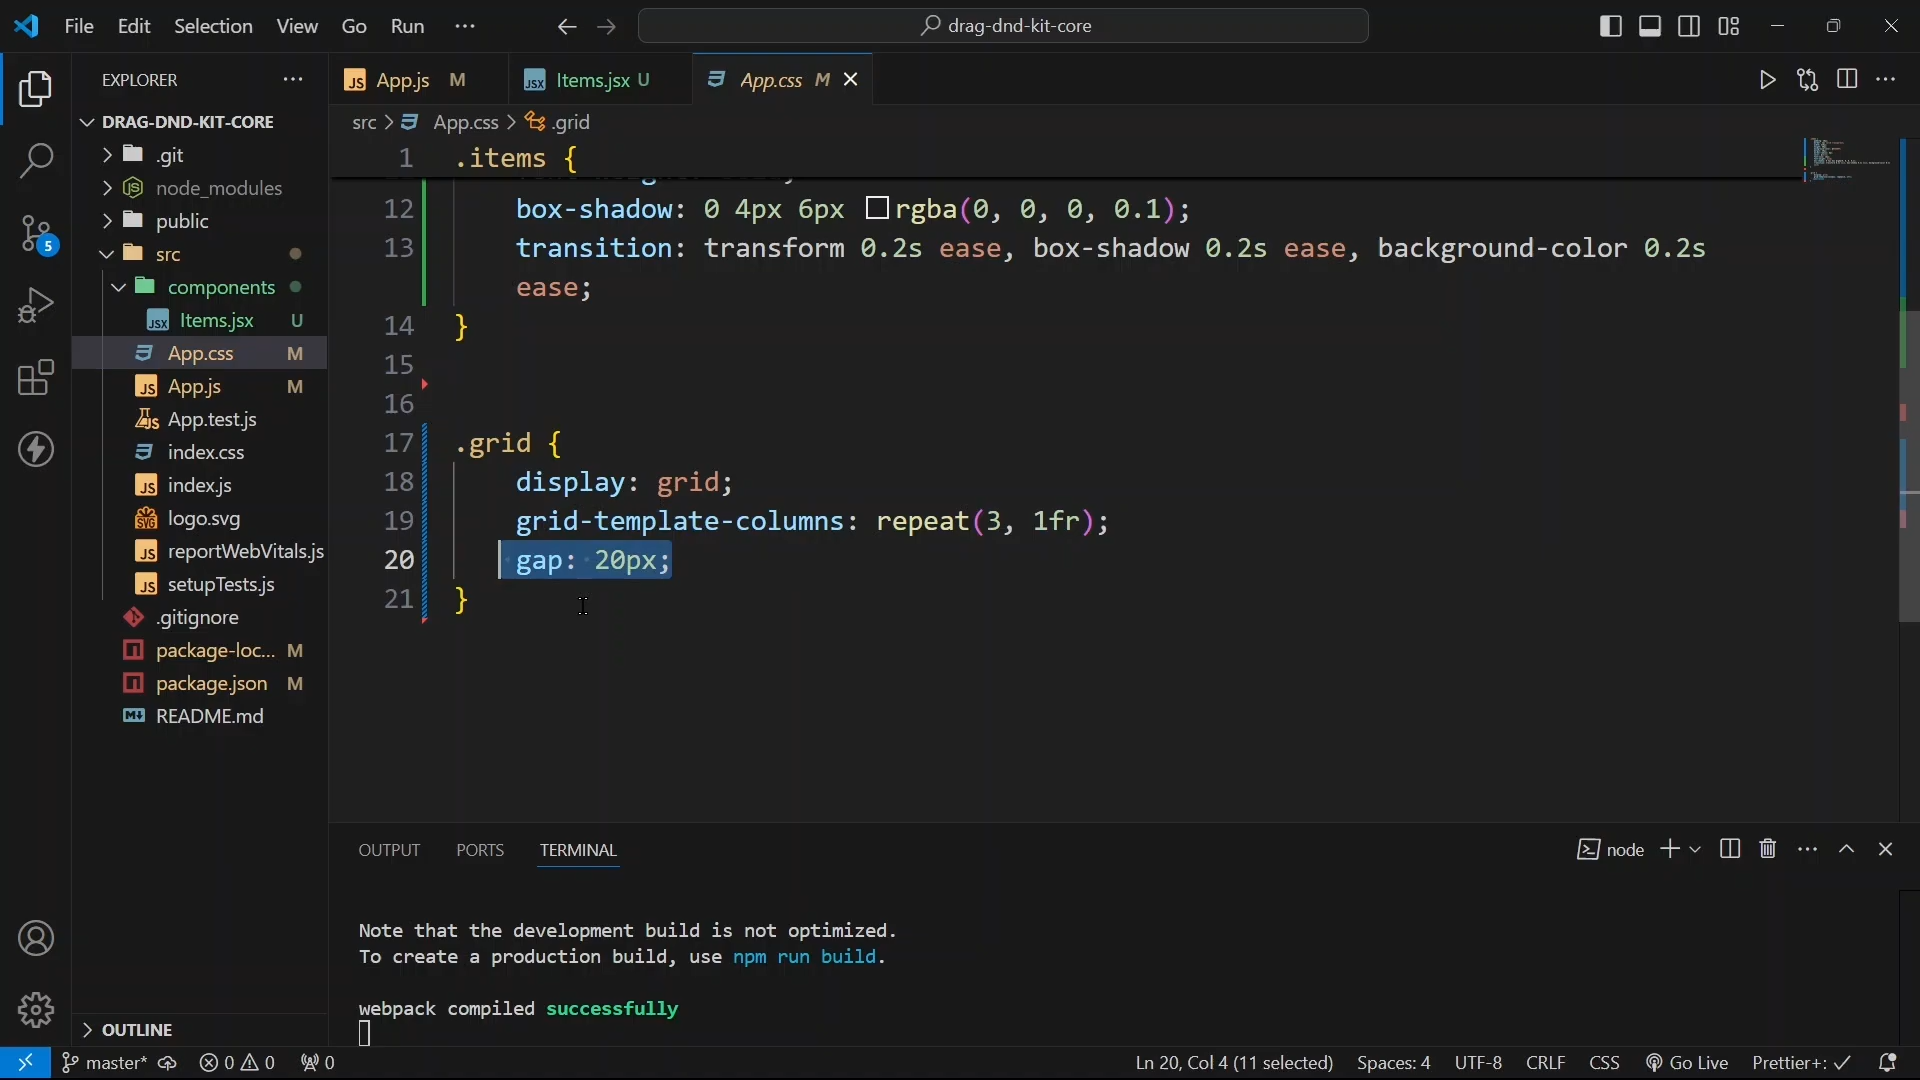 File Edit Selection View Go Run ··· drag-dnd-kit-core
EXPLORER ···
App.js M
Items.jsx U
App.css M
DRAG-DND-KIT-CORE
src > App.css > .grid
.git
node_modules
public
src
components
Items.jsx U
App.css M
App.js M
App.test.js
index.css
index.js
logo.svg
reportWebVitals.js
setupTests.js
.gitignore
package-loc... M
package.json M
README.md
OUTLINE
1 .items {
12 box-shadow: 0 4px 6px rgba(0, 0, 0, 0.1);
13 transition: transform 0.2s ease, box-shadow 0.2s ease, background-color 0.2s
ease;
14 }
15
16
17 .grid {
18 display: grid;
19 grid-template-columns: repeat(3, 1fr);
20 gap: 20px;
21 }
OUTPUT PORTS TERMINAL node
Note that the development build is not optimized.
To create a production build, use npm run build.
webpack compiled successfully
5
master* 0 0 0 Ln 20, Col 4 (11 selected) Spaces: 4 UTF-8 CRLF CSS Go Live Prettier+: